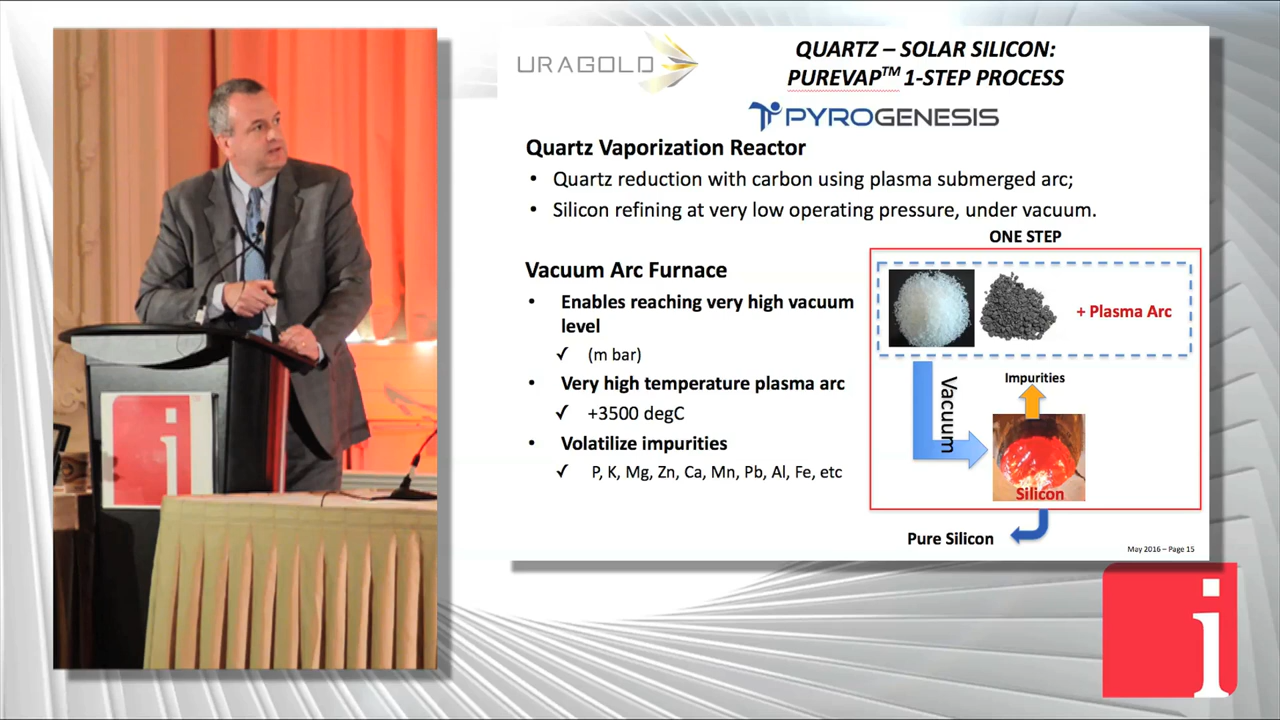 URAGOLD
QUARTZ – SOLAR SILICON:
PUREVAP™ 1-STEP PROCESS
PYROGENESIS
Quartz Vaporization Reactor
• Quartz reduction with carbon using plasma submerged arc;
• Silicon refining at very low operating pressure, under vacuum.
ONE STEP
Vacuum Arc Furnace
• Enables reaching very high vacuum
level
✓ (m bar)
• Very high temperature plasma arc
✓ +3500 degC
• Volatilize impurities
✓ P, K, Mg, Zn, Ca, Mn, Pb, Al, Fe, etc
+ Plasma Arc
Vacuum
Impurities
Silicon
Pure Silicon
May 2016 – Page 15
i
i